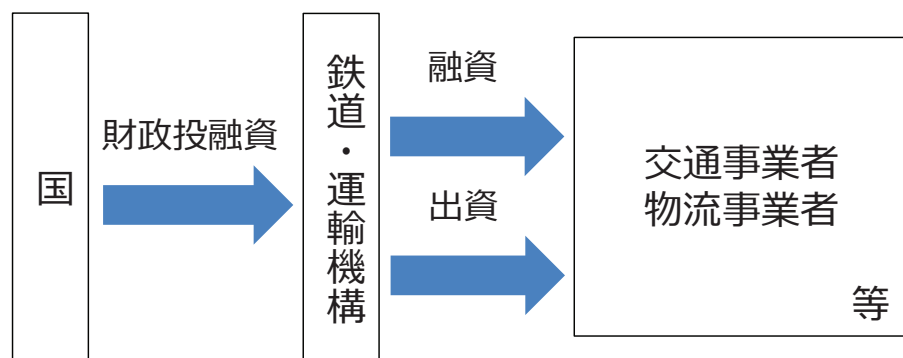 国
財政投融資
鉄道・運輸機構
融資
出資
交通事業者
物流事業者
等